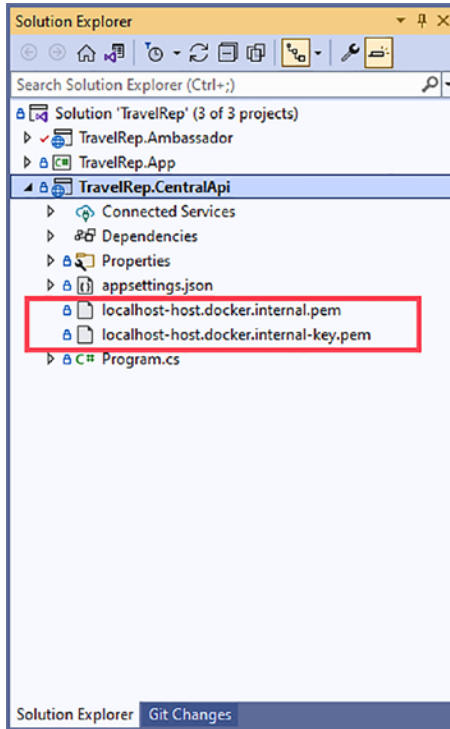 Solution Explorer
Search Solution Explorer (Ctrl+;)
Solution 'TravelRep' (3 of 3 projects)
TravelRep.Ambassador
C# TravelRep.App
TravelRep.CentralApi
Connected Services
Dependencies
Properties
appsettings.json
localhost-host.docker.internal.pem
localhost-host.docker.internal-key.pem
C# Program.cs
Solution Explorer Git Changes